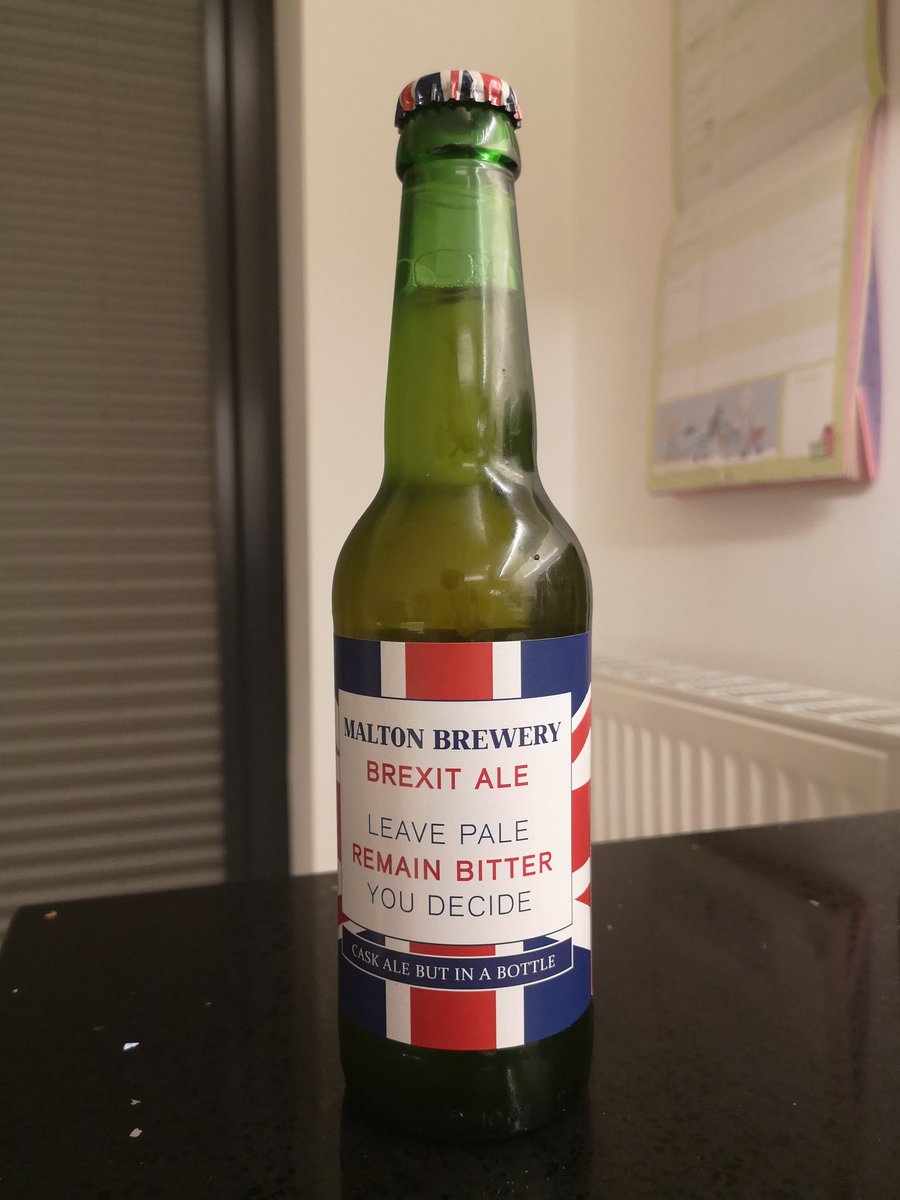 MALTON BREWERY
BREXIT ALE
LEAVE PALE
REMAIN BITTER
YOU DECIDE
CASK ALE BUT IN A BOTTLE